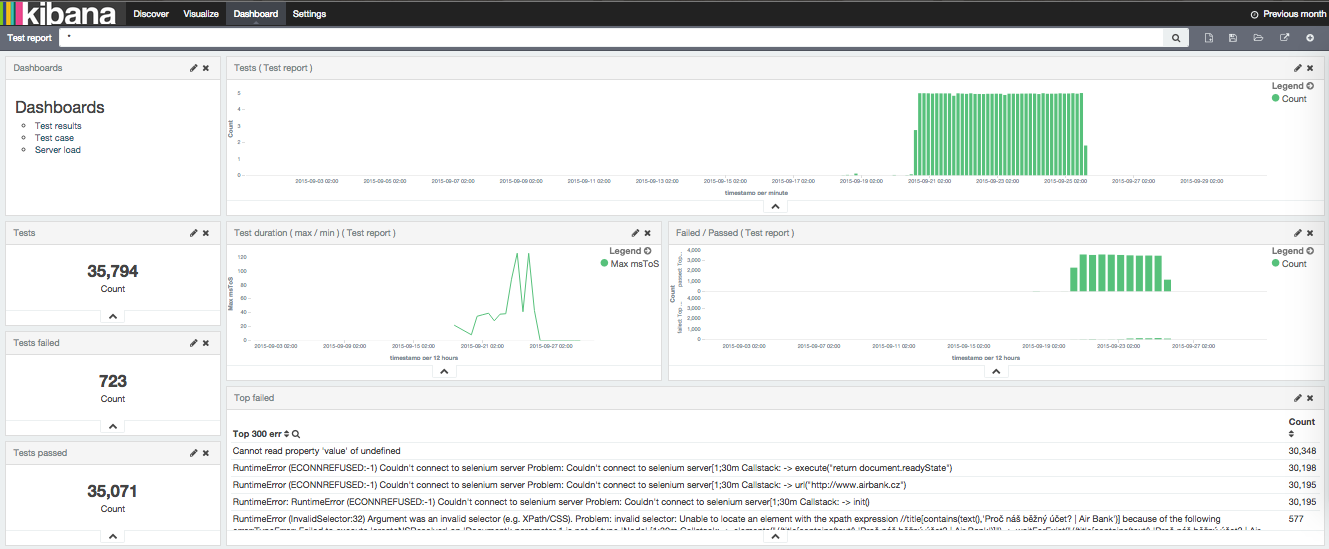 kibana Discover Visualize Dashboard Settings Previous month
Test report *
Dashboards
Dashboards
Test results
Test case
Server load
Tests ( Test report )
Legend
Count
Count
5
4
3
2
1
0
2015-09-03 02:00 2015-09-05 02:00 2015-09-07 02:00 2015-09-09 02:00 2015-09-11 02:00 2015-09-13 02:00 2015-09-15 02:00 2015-09-17 02:00 2015-09-19 02:00 2015-09-21 02:00 2015-09-23 02:00 2015-09-25 02:00 2015-09-27 02:00 2015-09-29 02:00
timestamp per minute
Tests
35,794
Count
Test duration ( max / min ) ( Test report )
Legend
Max msToS
Max msToS
120
100
80
60
40
20
0
2015-09-03 02:00 2015-09-09 02:00 2015-09-15 02:00 2015-09-21 02:00 2015-09-27 02:00
timestamp per 12 hours
Failed / Passed ( Test report )
Legend
Count
Count
passed: Top ...
4,000
3,000
2,000
1,000
0
failed: Top ...
4,000
3,000
2,000
1,000
0
2015-09-03 02:00 2015-09-07 02:00 2015-09-11 02:00 2015-09-15 02:00 2015-09-19 02:00 2015-09-23 02:00 2015-09-27 02:00
timestamp per 12 hours
Tests failed
723
Count
Tests passed
35,071
Count
Top failed
Top 300 err Count
Cannot read property 'value' of undefined 30,348
RuntimeError (ECONNREFUSED:-1) Couldn't connect to selenium server Problem: Couldn't connect to selenium server[1;30m Callstack: -> execute("return document.readyState") 30,198
RuntimeError (ECONNREFUSED:-1) Couldn't connect to selenium server Problem: Couldn't connect to selenium server[1;30m Callstack: -> url("http://www.airbank.cz") 30,195
RuntimeError: RuntimeError (ECONNREFUSED:-1) Couldn't connect to selenium server Problem: Couldn't connect to selenium server[1;30m Callstack: -> init() 30,195
RuntimeError (InvalidSelector:32) Argument was an invalid selector (e.g. XPath/CSS). Problem: invalid selector: Unable to locate an element with the xpath expression //title[contains(text(),'Proč náš běžný účet? | Air Bank')] because of the following 577